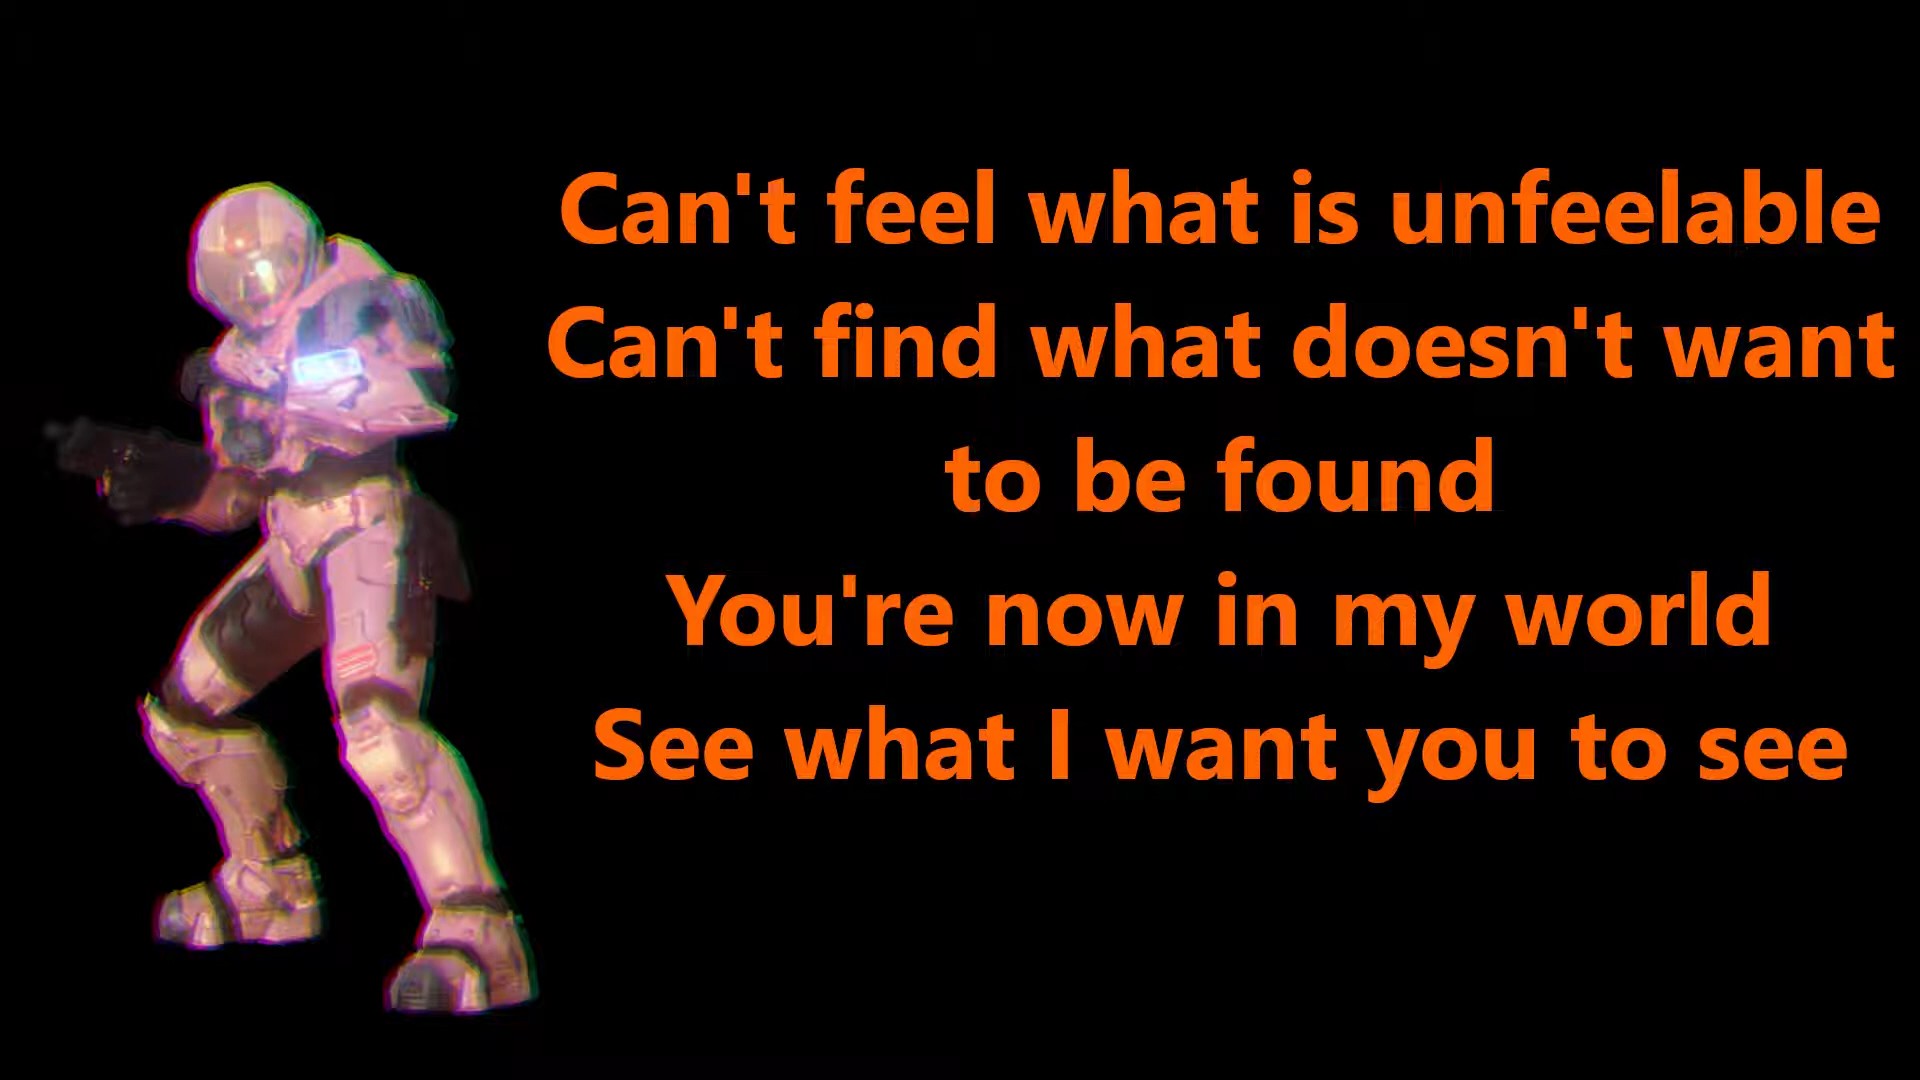 Can't feel what is unfeelable
Can't find what doesn't want
to be found
You're now in my world
See what I want you to see